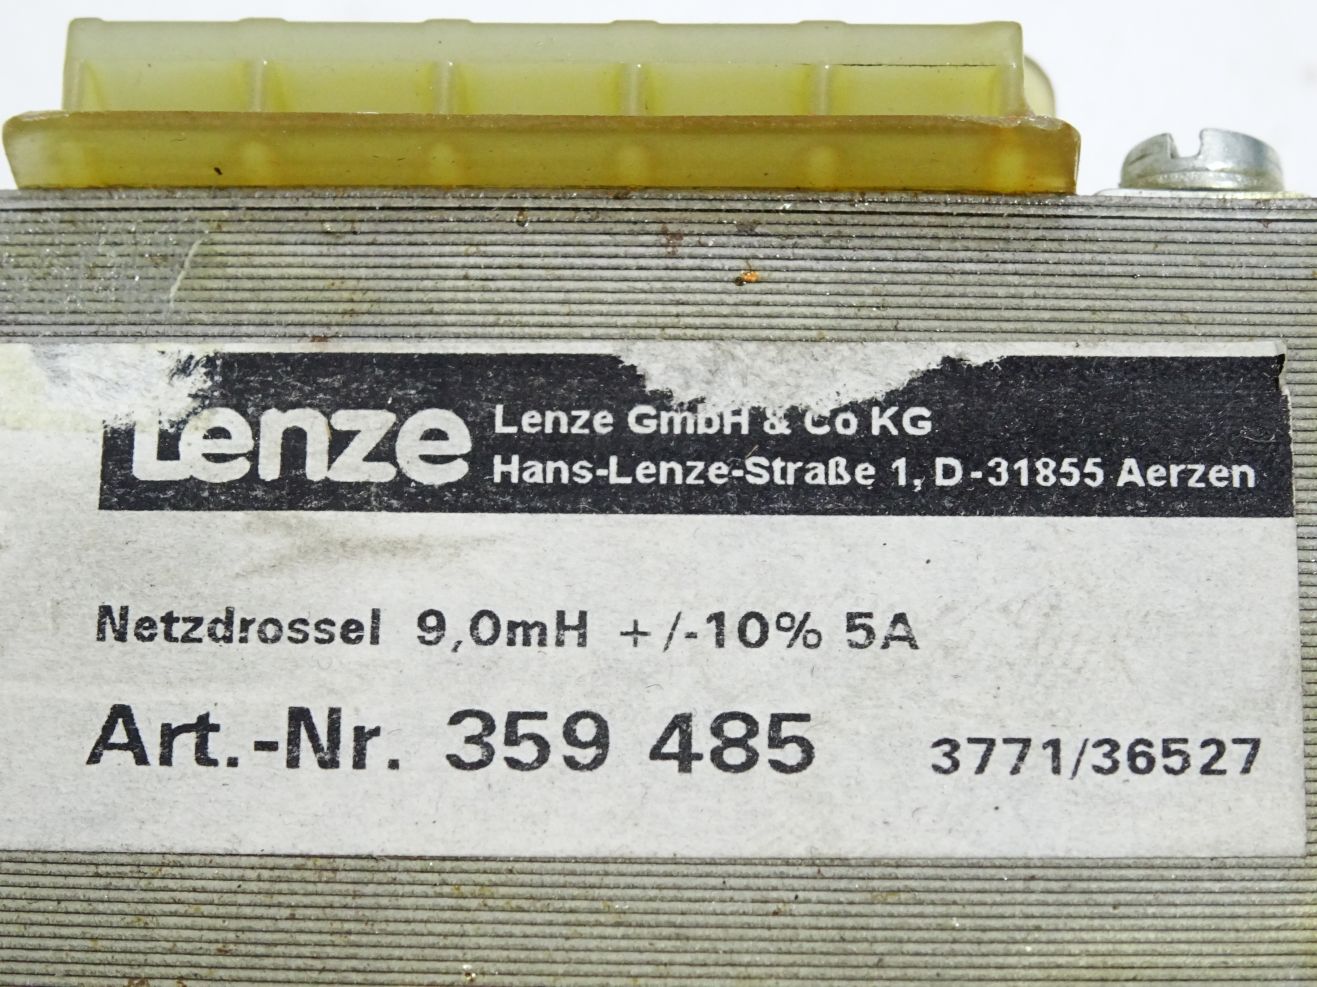 Lenze
Lenze GmbH & Co KG
Hans-Lenze-Straße 1, D-31855 Aerzen
Netzdrossel 9,0mH +/-10% 5A
Art.-Nr. 359 485
3771/36527